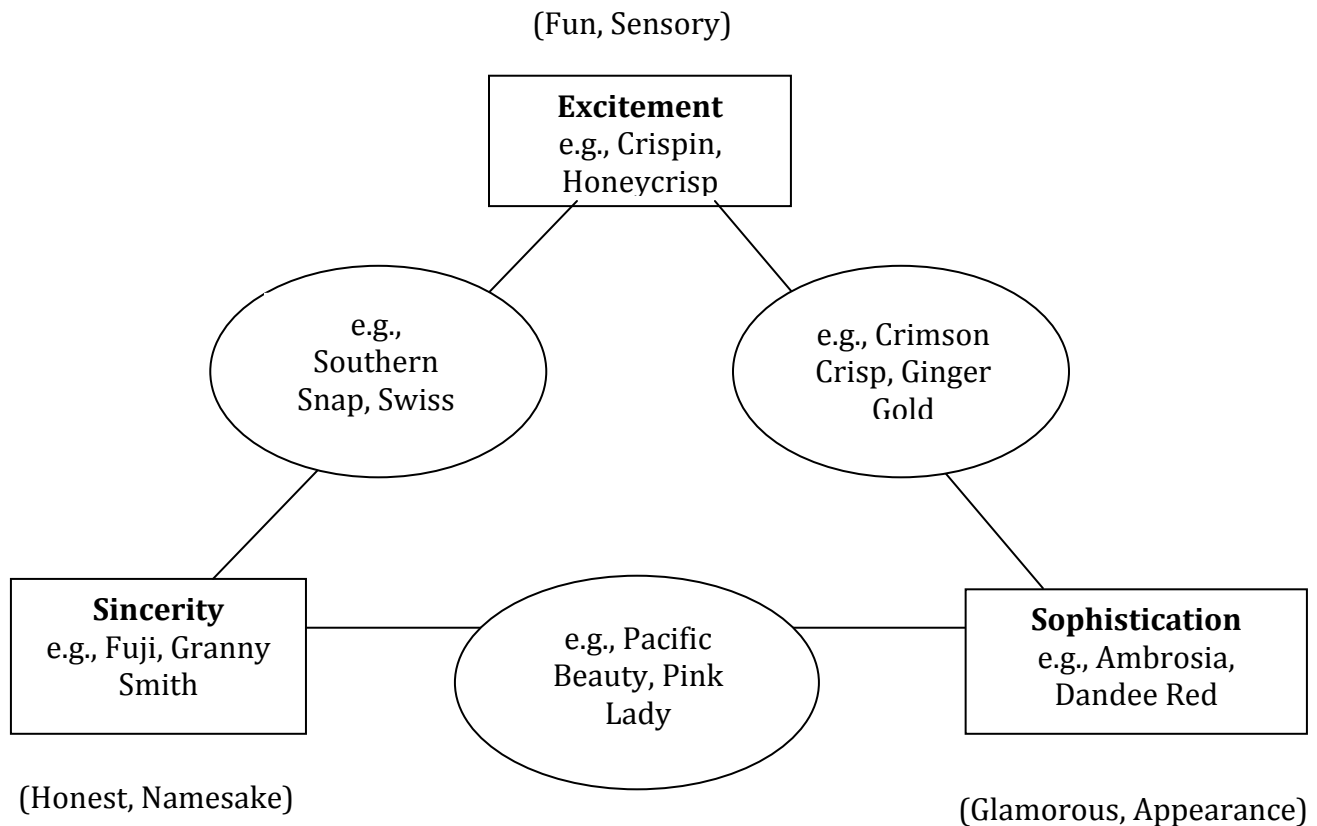 (Fun, Sensory)
Excitement
e.g., Crispin,
Honeycrisp
e.g.,
Southern
Snap, Swiss
e.g., Crimson
Crisp, Ginger
Gold
Sincerity
e.g., Fuji, Granny
Smith
e.g., Pacific
Beauty, Pink
Lady
Sophistication
e.g., Ambrosia,
Dandee Red
(Honest, Namesake)
(Glamorous, Appearance)